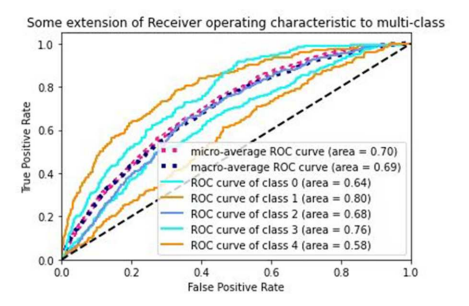 Some extension of Receiver operating characteristic to multi-class
1.0
0.8
0.6
0.4
0.2
0.0
True Positive Rate
micro-average ROC curve (area = 0.70)
macro-average ROC curve (area = 0.69)
ROC curve of class 0 (area = 0.64)
ROC curve of class 1 (area = 0.80)
ROC curve of class 2 (area = 0.68)
ROC curve of class 3 (area = 0.76)
ROC curve of class 4 (area = 0.58)
0.0 0.2 0.4 0.6 0.8 1.0
False Positive Rate